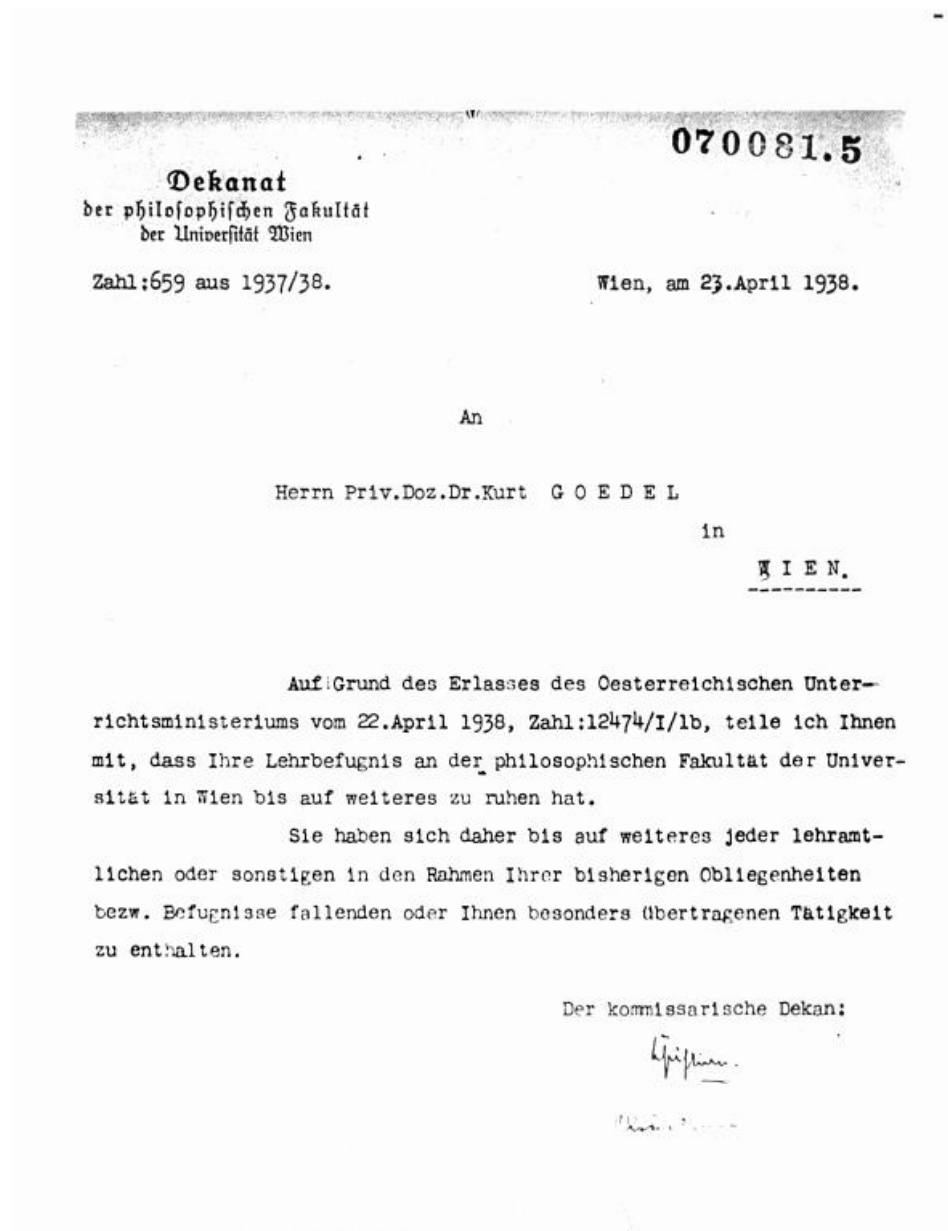 070081.5
Dekanat
der philosophischen Fakultät
der Universität Wien
Zahl:659 aus 1937/38.
Wien, am 23.April 1938.
An
Herrn Priv.Doz.Dr.Kurt G O E D E L
in
W I E N.
Auf Grund des Erlasses des Oesterreichischen Unter-
richtsministeriums vom 22.April 1938, Zahl:12474/I/1b, teile ich Ihnen
mit, dass Ihre Lehrbefugnis an der philosophischen Fakultät der Univer-
sität in Wien bis auf weiteres zu ruhen hat.
Sie haben sich daher bis auf weiteres jeder lehramt-
lichen oder sonstigen in den Rahmen Ihrer bisherigen Obliegenheiten
bezw. Befugnisse fallenden oder Ihnen besonders übertragenen Tätigkeit
zu enthalten.
Der kommissarische Dekan: